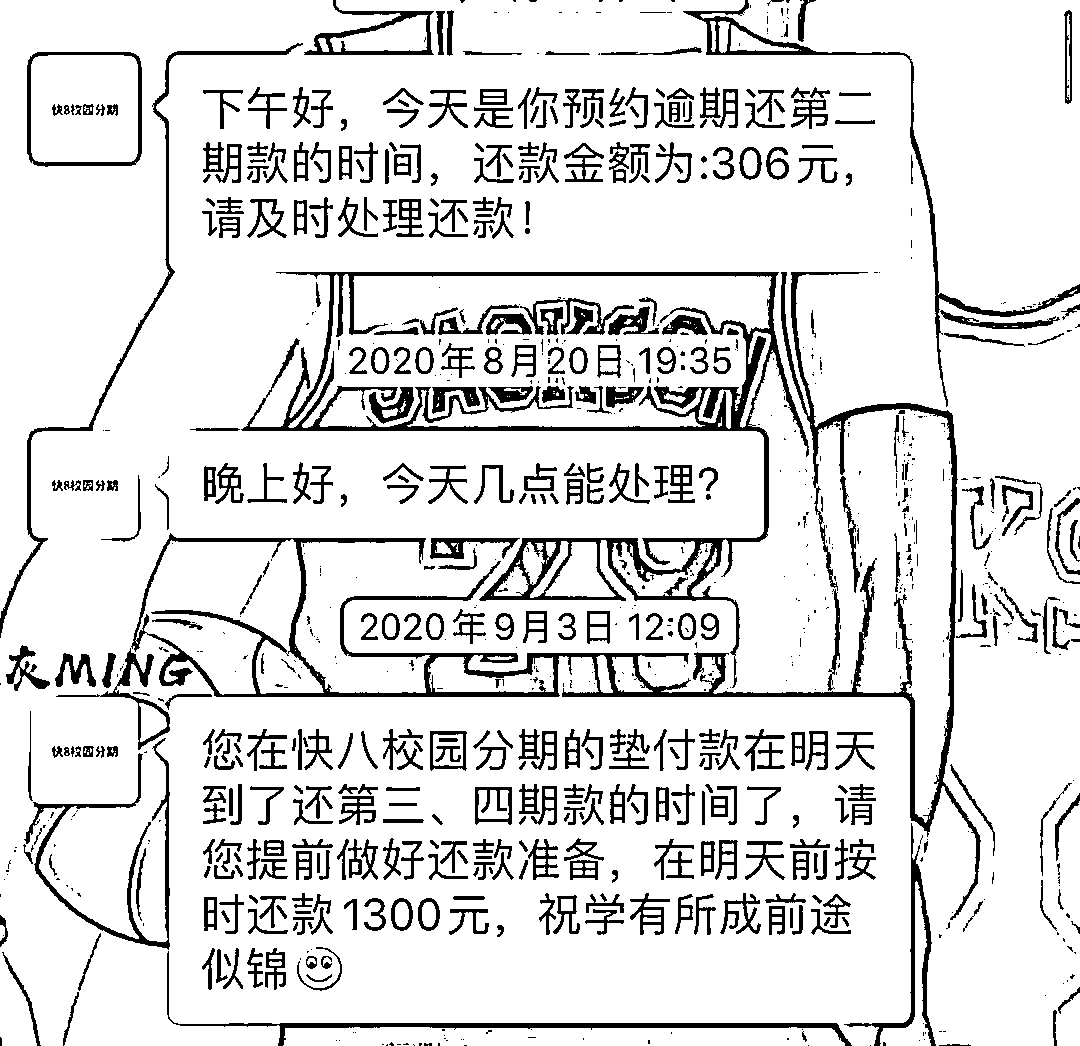 快8校园分期
下午好，今天是你预约逾期还第二
期款的时间，还款金额为:306元，
请及时处理还款！
JACKSON
2020年8月20日 19:35
快8校园分期
晚上好，今天几点能处理？
2020年9月3日 12:09
灰MING
快8校园分期
您在快八校园分期的垫付款在明天
到了还第三、四期款的时间了，请
您提前做好还款准备，在明天前按
时还款1300元，祝学有所成前途
似锦